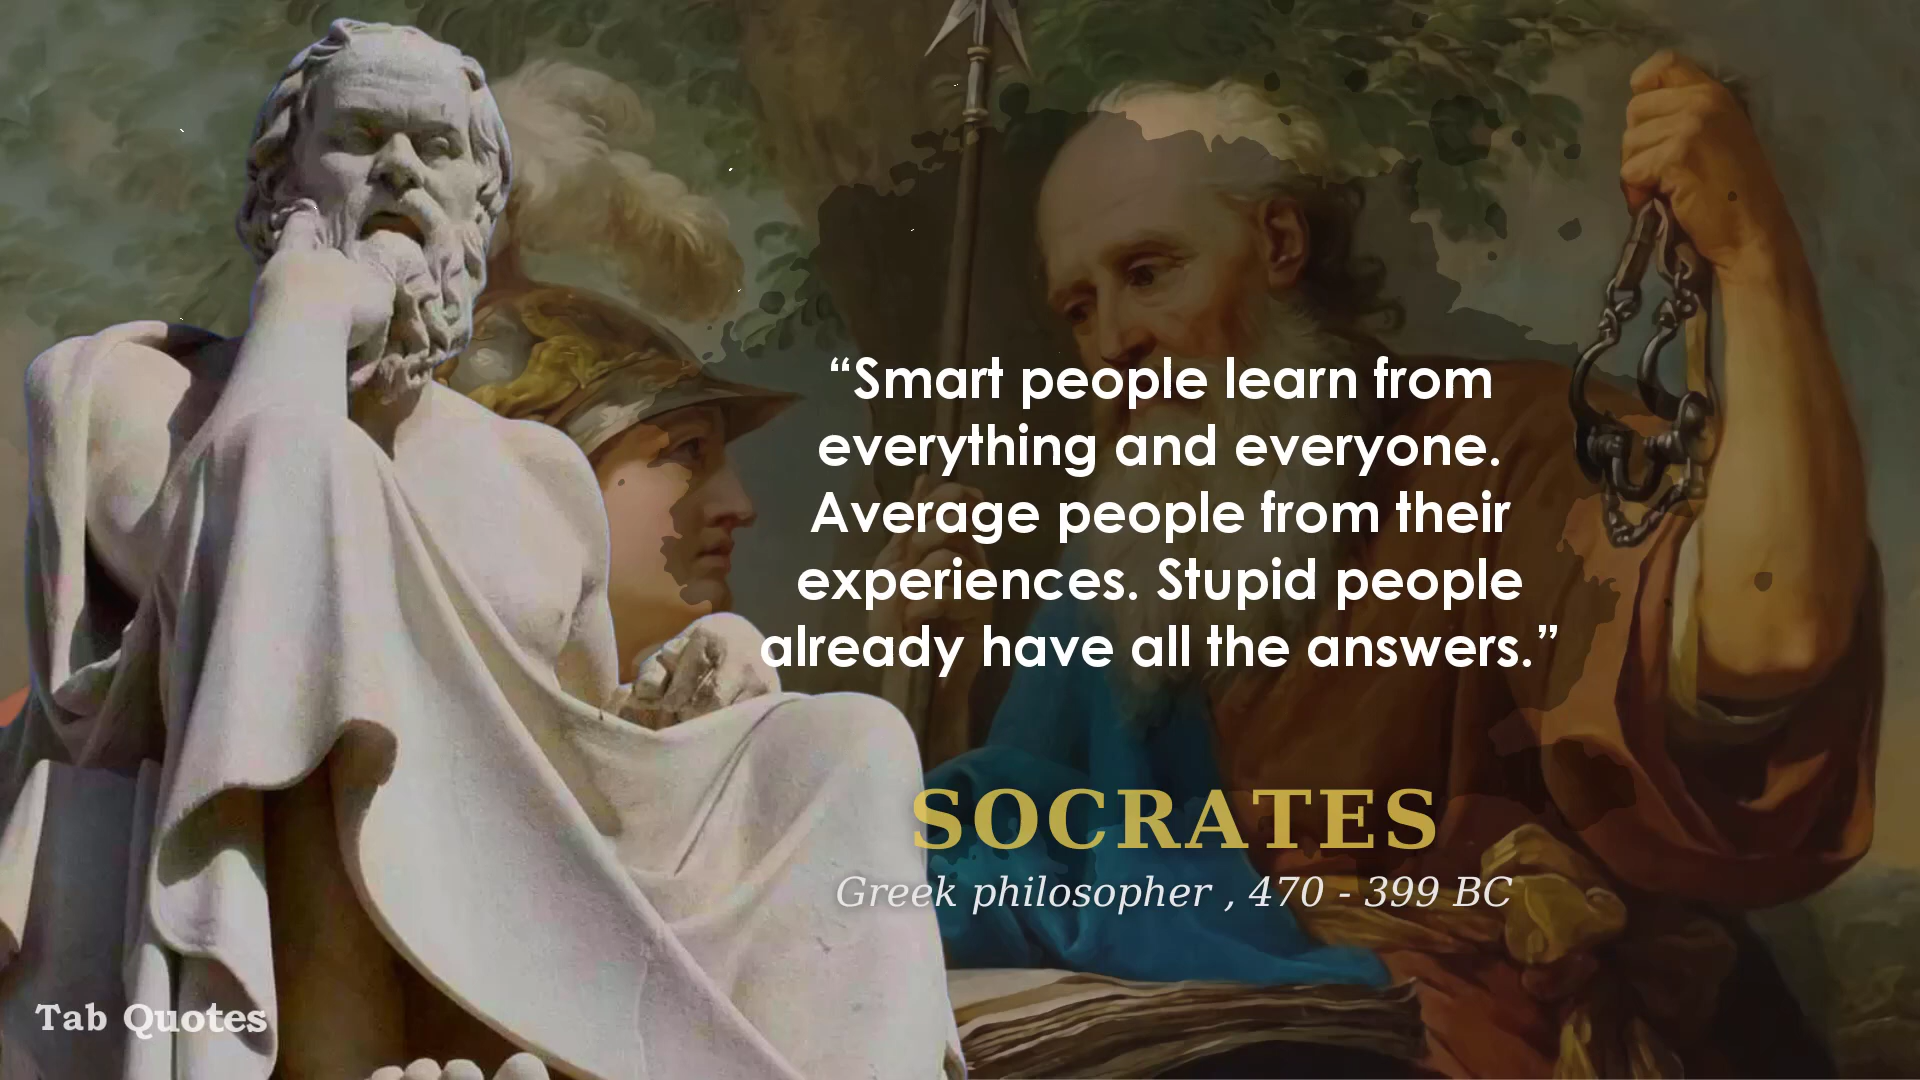 “Smart people learn from
everything and everyone.
Average people from their
experiences. Stupid people
already have all the answers.”
SOCRATES
Greek philosopher , 470 - 399 BC
Tab Quotes